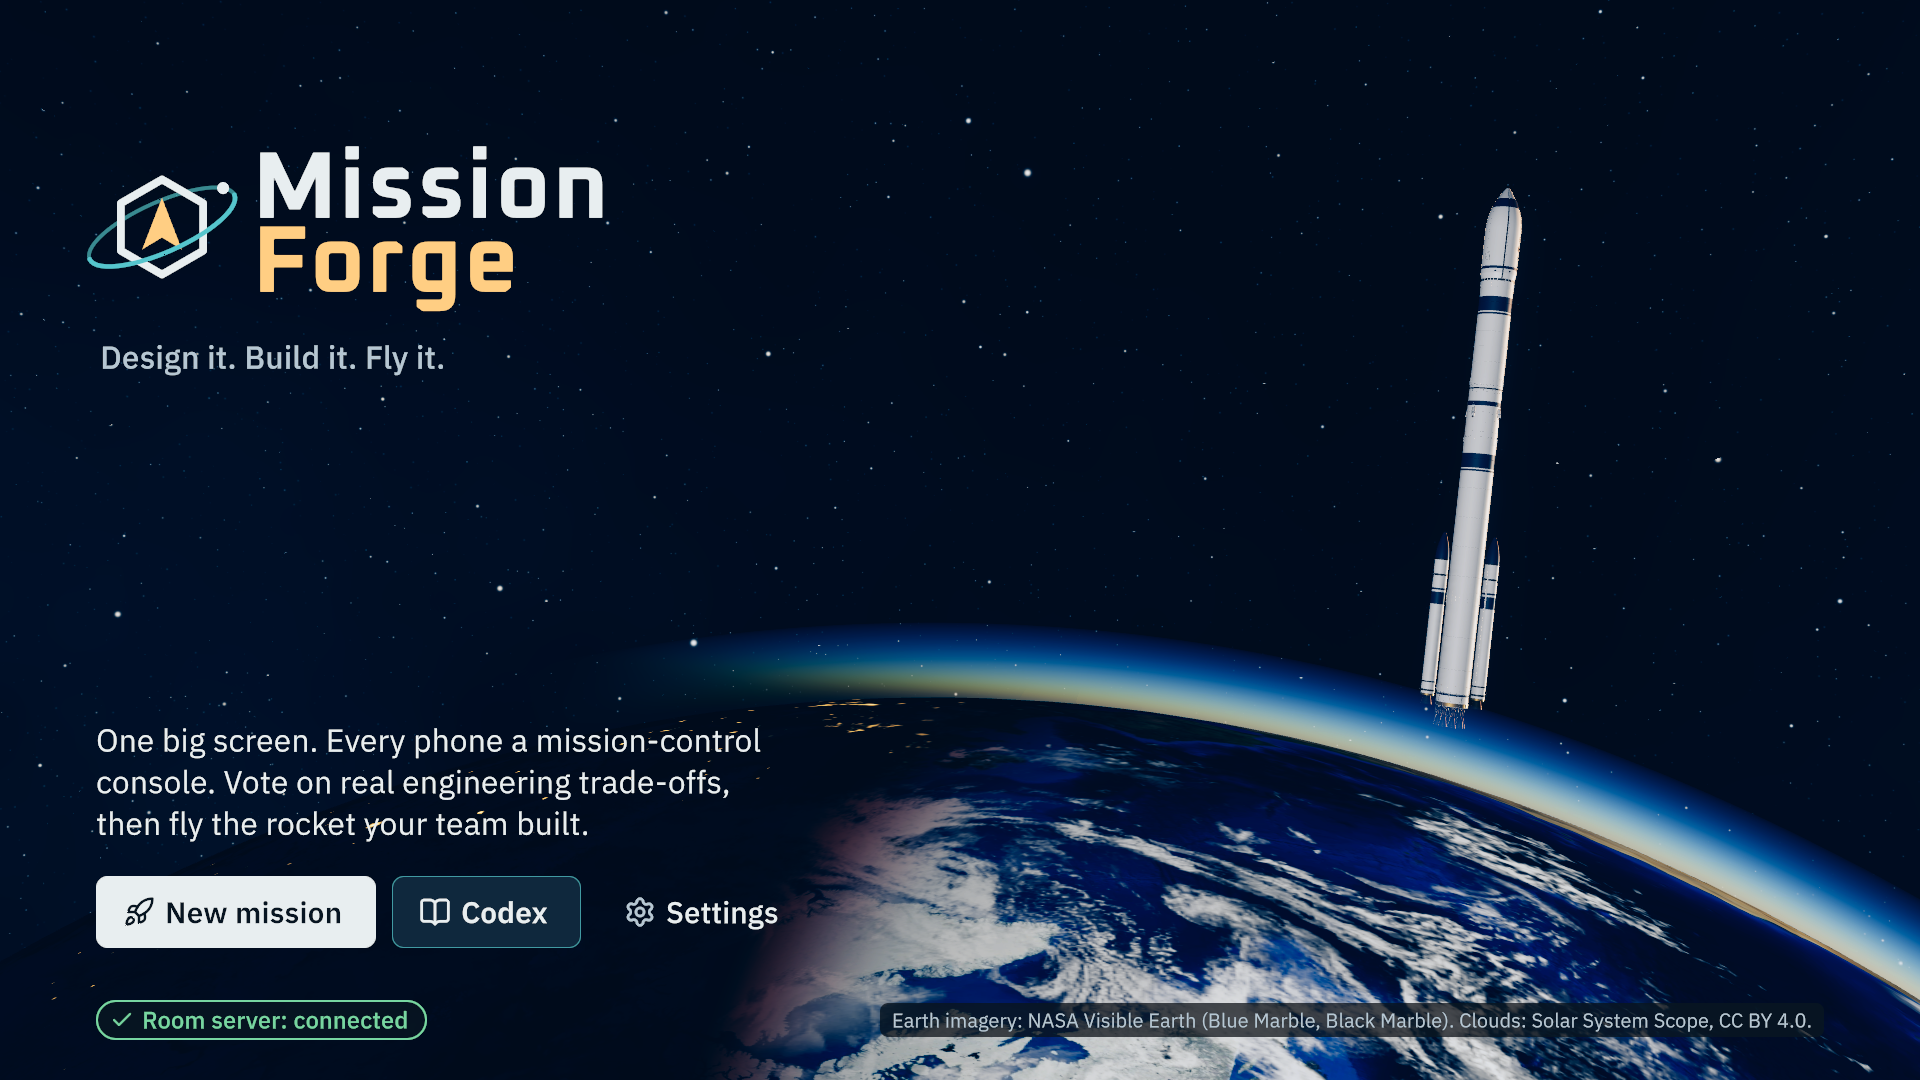 Mission
Forge
Design it. Build it. Fly it.
One big screen. Every phone a mission-control
console. Vote on real engineering trade-offs,
then fly the rocket your team built.
New mission
Codex
Settings
Room server: connected
Earth imagery: NASA Visible Earth (Blue Marble, Black Marble). Clouds: Solar System Scope, CC BY 4.0.